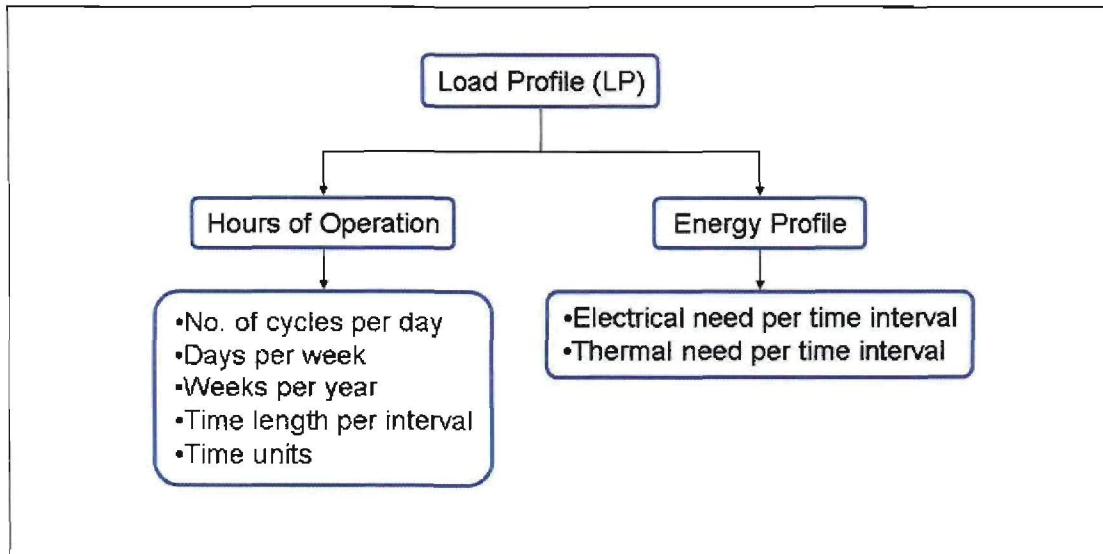 Load Profile (LP)
Hours of Operation
Energy Profile
•No. of cycles per day
•Days per week
•Weeks per year
•Time length per interval
•Time units
•Electrical need per time interval
•Thermal need per time interval